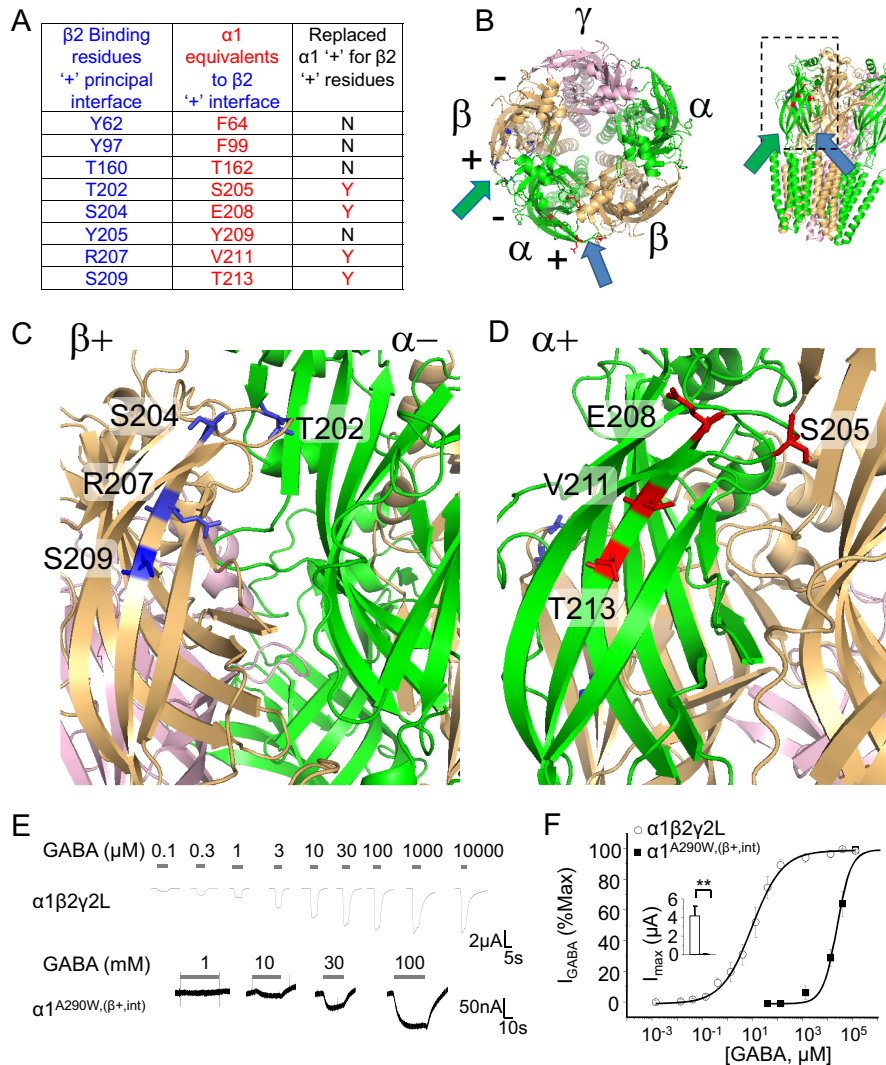 A
β2 Binding residues ‘+’ principal interface
α1 equivalents to β2 ‘+’ interface
Replaced α1 ‘+’ for β2 ‘+’ residues
Y62 F64 N
Y97 F99 N
T160 T162 N
T202 S205 Y
S204 E208 Y
Y205 Y209 N
R207 V211 Y
S209 T213 Y
B
γ
-
β
α
+
-
α
+
β
C
β+
α−
S204
T202
R207
S209
D
α+
E208
S205
V211
T213
E
GABA (μM)
0.1 0.3 1 3 10 30 100 1000 10000
α1β2γ2L
2μA
5s
GABA (mM)
1 10 30 100
α1A290W,(β+,int)
50nA
10s
F
α1β2γ2L
α1A290W,(β+,int)
IGABA (%Max)
100
80
60
40
20
0
Imax (μA)
6
4
2
0
**
10-3 10-1 101 103 105
[GABA, μM]